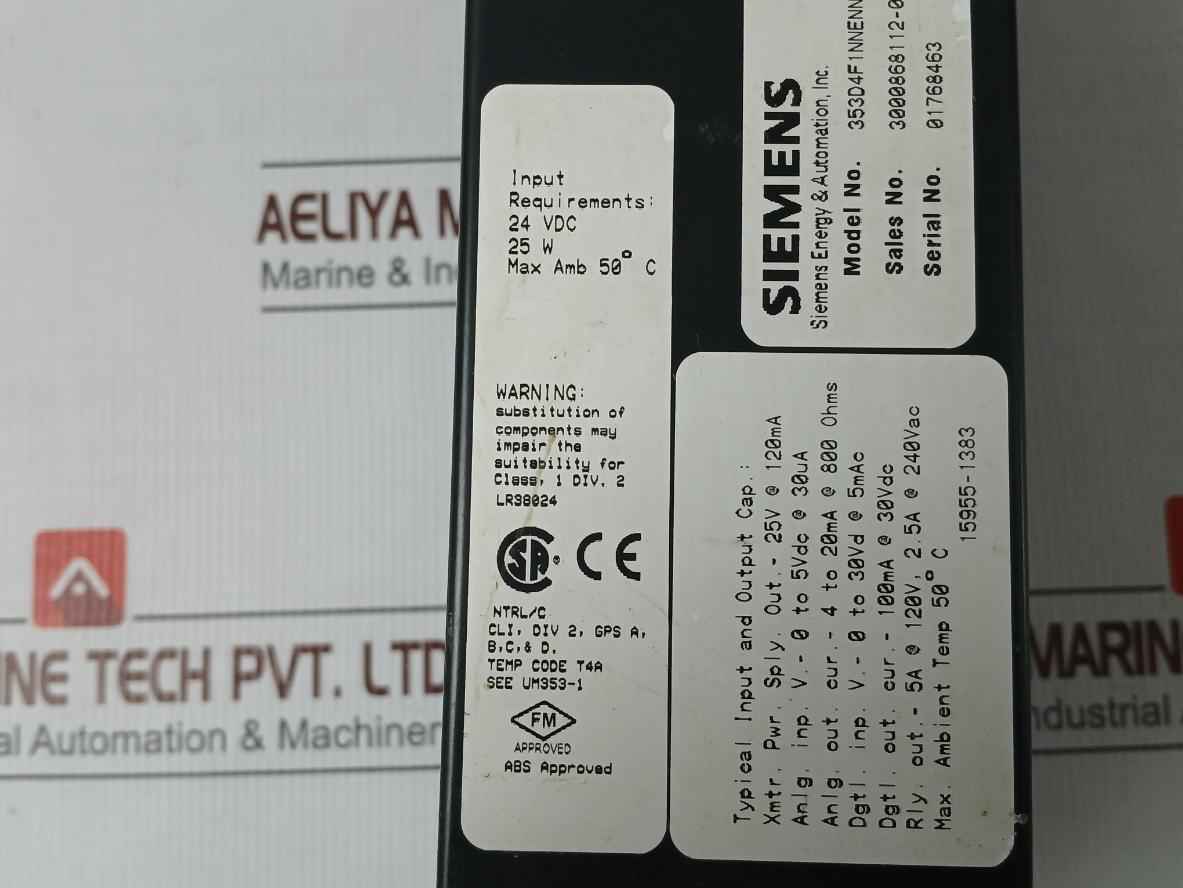 AELIYA M
Marine & In
NE TECH PVT. LTD
al Automation & Machiner
Input
Requirements:
24 VDC
25 W
Max Amb 50° C
WARNING:
substitution of
components may
impair the
suitability for
Class, 1 DIV. 2
LR38024
SA ® CE
NTRL/C
CLI, DIV 2, GPS A,
B,C,& D.
TEMP CODE T4A
SEE UM353-1
FM
APPROVED
ABS Approved
SIEMENS
Siemens Energy & Automation, Inc.
Model No. 353D4F1NNENN
Sales No. 3000868112-0
Serial No. 01768463
Typical Input and Output Cap.:
Xmtr. Pwr. Sply. Out.- 25V @ 120mA
Anlg. inp. V.- 0 to 5Vdc @ 30uA
Anlg. out. cur.- 4 to 20mA @ 800 Ohms
Dgtl. inp. V.- 0 to 30Vd @ 5mAc
Dgtl. out. cur.- 100mA @ 30Vdc
Rly. out.- 5A @ 120V, 2.5A @ 240Vac
Max. Ambient Temp 50° C
15955-1383
MARIN
ndustrial